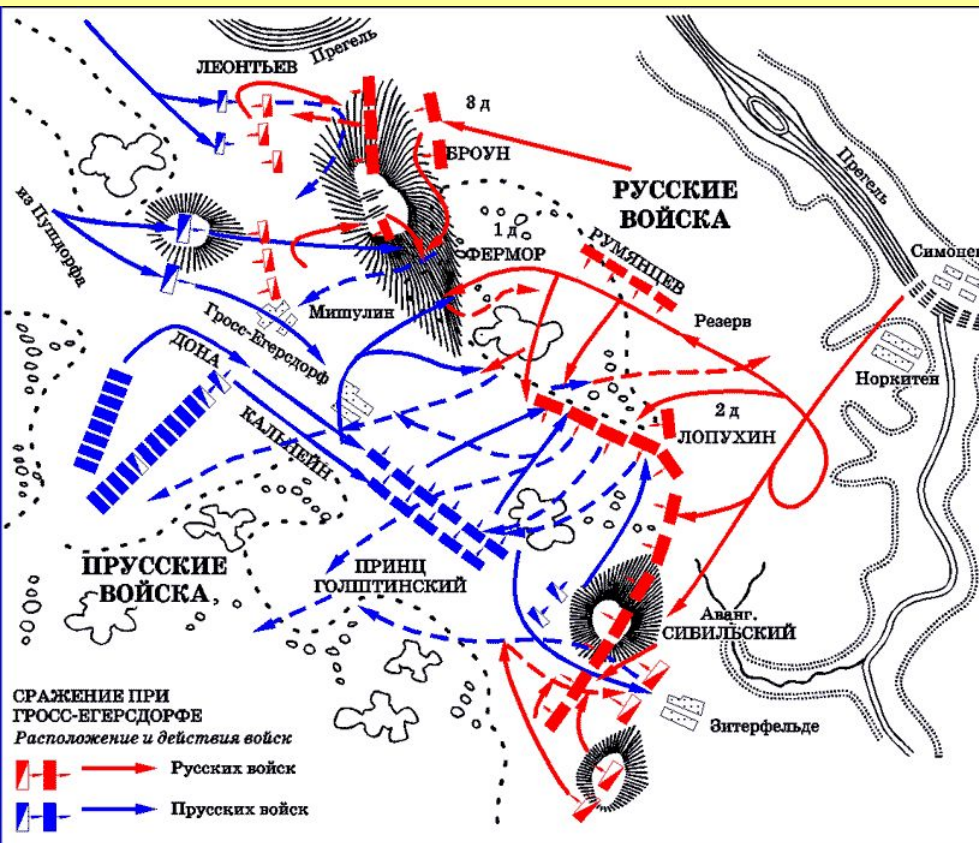 Прегель
ЛЕОНТЬЕВ
3 д
БРОУН
РУССКИЕ
ВОЙСКА
Прегель
из Пушдорфа
1 д
ФЕРМОР
РУМЯНЦЕВ
Симонен
Мишулин
Гросс-Егерсдорф
Резерв
ДОНА
Норкитен
КАЛЬНЕЙН
2 д
ЛОПУХИН
ПРУССКИЕ
ВОЙСКА
ПРИНЦ
ГОЛШТИНСКИЙ
Аванг.
СИБИЛЬСКИЙ
Зитерфельде
СРАЖЕНИЕ ПРИ
ГРОСС-ЕГЕРСДОРФЕ
Расположение и действия войск
Русских войск
Прусских войск